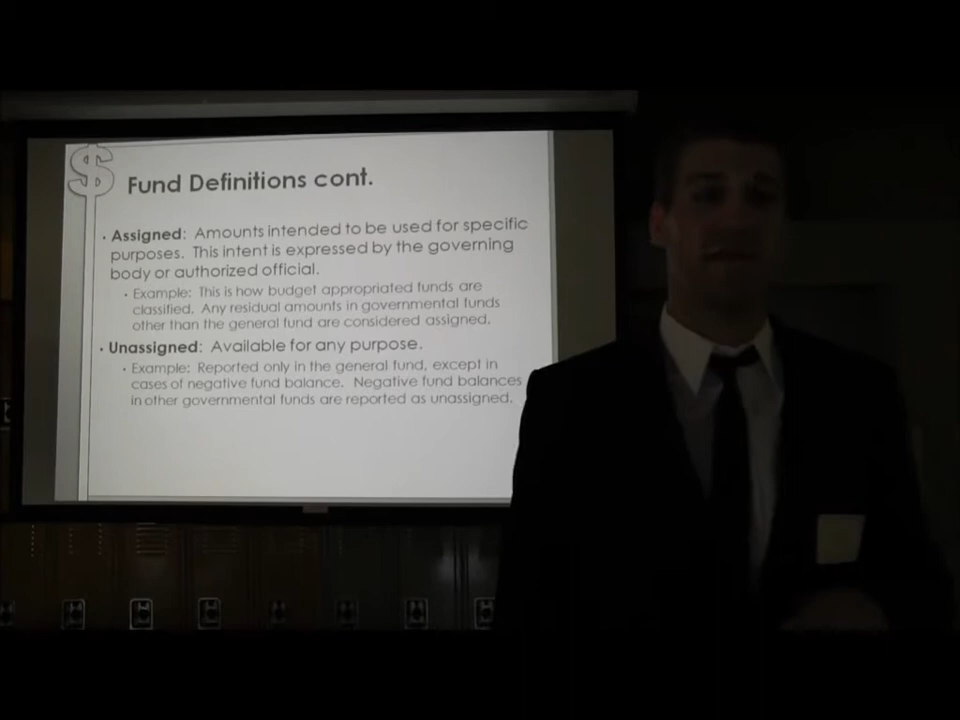 $
Fund Definitions cont.
• Assigned: Amounts intended to be used for specific
purposes. This intent is expressed by the governing
body or authorized official.
• Example: This is how budget appropriated funds are
classified. Any residual amounts in governmental funds
other than the general fund are considered assigned.
• Unassigned: Available for any purpose.
• Example: Reported only in the general fund, except in
cases of negative fund balance. Negative fund balances
in other governmental funds are reported as unassigned.